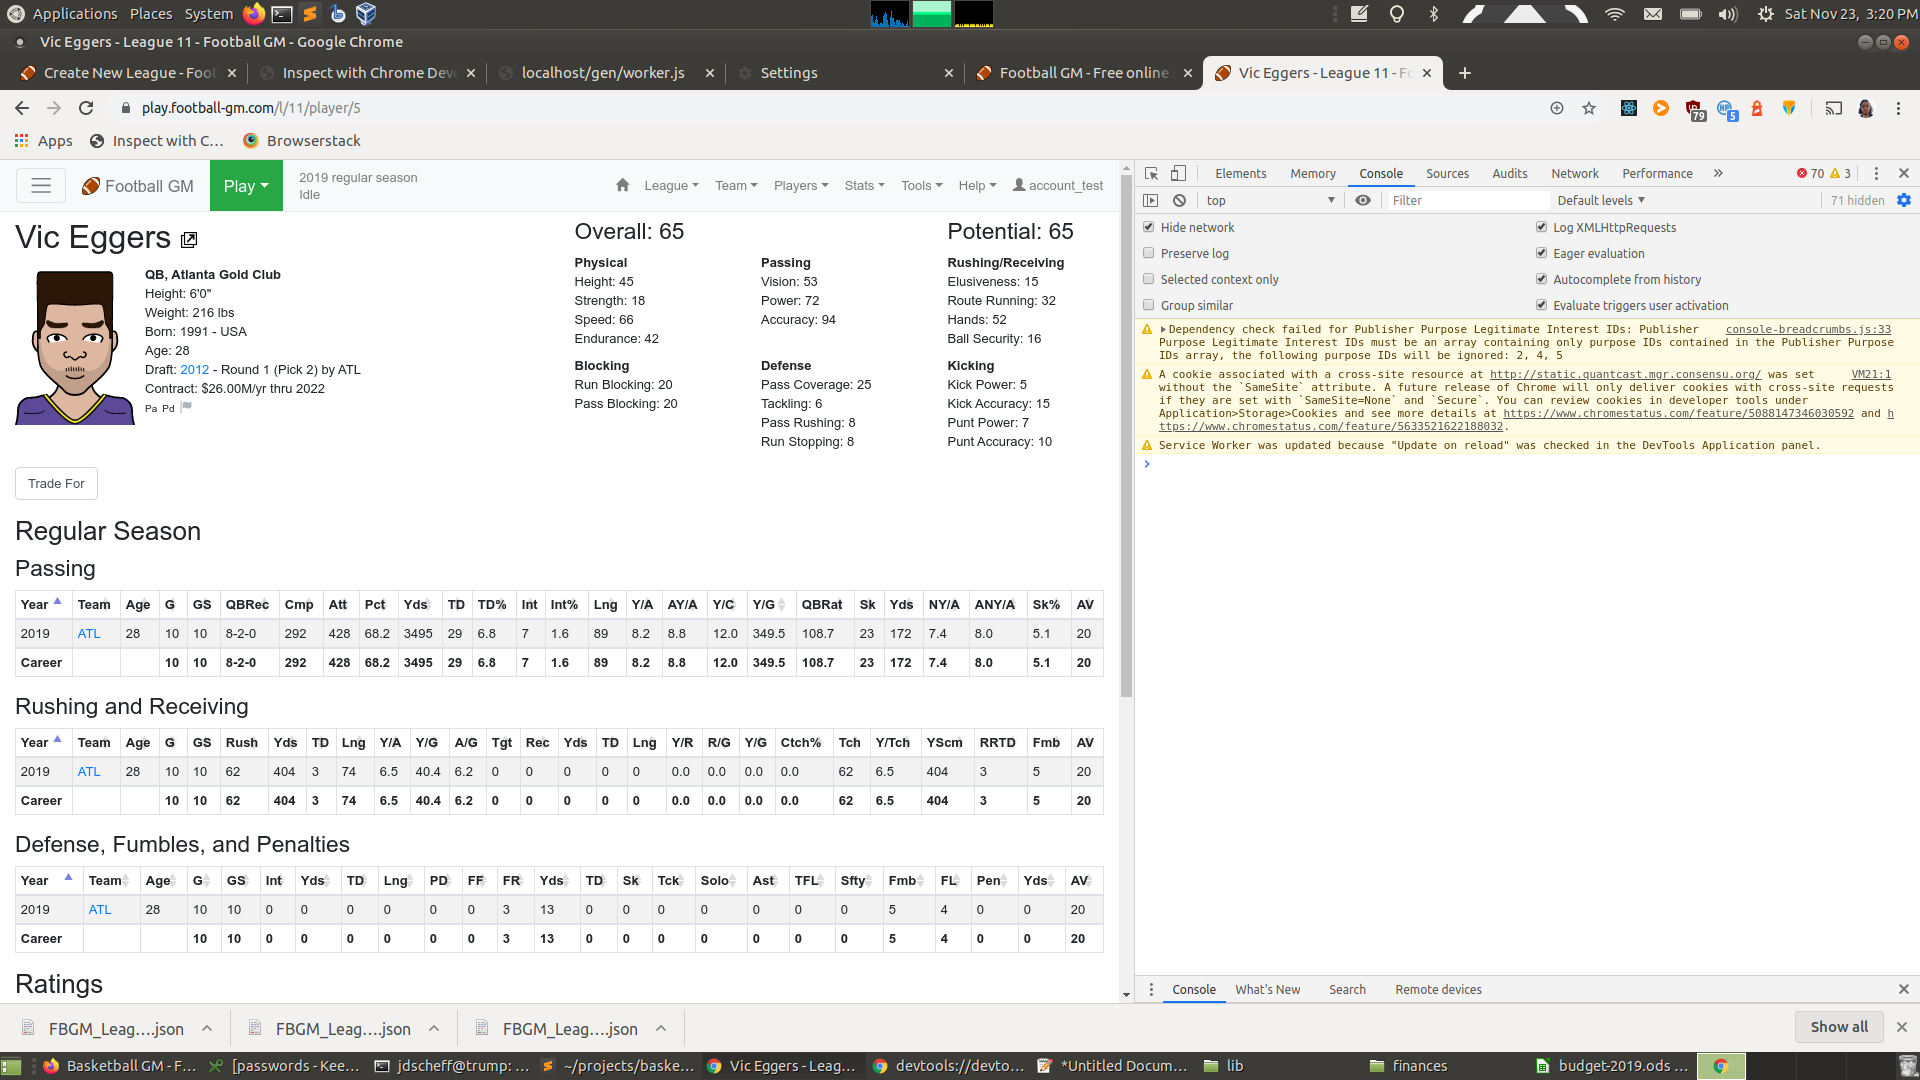 Applications Places System
Sat Nov 23, 3:20 PM
Vic Eggers - League 11 - Football GM - Google Chrome
Create New League - Foot
Inspect with Chrome Dev
localhost/gen/worker.js
Settings
Football GM - Free online
Vic Eggers - League 11 - Fo
play.football-gm.com/l/11/player/5
79
5
Apps
Inspect with C…
Browserstack
Football GM
Play
2019 regular season
Idle
League
Team
Players
Stats
Tools
Help
account_test
Vic Eggers
QB, Atlanta Gold Club
Height: 6'0"
Weight: 216 lbs
Born: 1991 - USA
Age: 28
Draft: 2012 - Round 1 (Pick 2) by ATL
Contract: $26.00M/yr thru 2022
Pa Pd
Overall: 65
Potential: 65
Physical
Height: 45
Strength: 18
Speed: 66
Endurance: 42
Passing
Vision: 53
Power: 72
Accuracy: 94
Rushing/Receiving
Elusiveness: 15
Route Running: 32
Hands: 52
Ball Security: 16
Blocking
Run Blocking: 20
Pass Blocking: 20
Defense
Pass Coverage: 25
Tackling: 6
Pass Rushing: 8
Run Stopping: 8
Kicking
Kick Power: 5
Kick Accuracy: 15
Punt Power: 7
Punt Accuracy: 10
Trade For
Regular Season
Passing
Year Team Age G GS QBRec Cmp Att Pct Yds TD TD% Int Int% Lng Y/A AY/A Y/C Y/G QBRat Sk Yds NY/A ANY/A Sk% AV
2019 ATL 28 10 10 8-2-0 292 428 68.2 3495 29 6.8 7 1.6 89 8.2 8.8 12.0 349.5 108.7 23 172 7.4 8.0 5.1 20
Career 10 10 8-2-0 292 428 68.2 3495 29 6.8 7 1.6 89 8.2 8.8 12.0 349.5 108.7 23 172 7.4 8.0 5.1 20
Rushing and Receiving
Year Team Age G GS Rush Yds TD Lng Y/A Y/G A/G Tgt Rec Yds TD Lng Y/R R/G Y/G Ctch% Tch Y/Tch YScm RRTD Fmb AV
2019 ATL 28 10 10 62 404 3 74 6.5 40.4 6.2 0 0 0 0 0 0.0 0.0 0.0 0.0 62 6.5 404 3 5 20
Career 10 10 62 404 3 74 6.5 40.4 6.2 0 0 0 0 0 0.0 0.0 0.0 0.0 62 6.5 404 3 5 20
Defense, Fumbles, and Penalties
Year Team Age G GS Int Yds TD Lng PD FF FR Yds TD Sk Tck Solo Ast TFL Sfty Fmb FL Pen Yds AV
2019 ATL 28 10 10 0 0 0 0 0 0 3 13 0 0 0 0 0 0 0 5 4 0 0 20
Career 10 10 0 0 0 0 0 0 3 13 0 0 0 0 0 0 0 5 4 0 0 20
Ratings
Elements Memory Console Sources Audits Network Performance » 70 3
top
Filter
Default levels
71 hidden
Hide network
Log XMLHttpRequests
Preserve log
Eager evaluation
Selected context only
Autocomplete from history
Group similar
Evaluate triggers user activation
Dependency check failed for Publisher Purpose Legitimate Interest IDs: Publisher console-breadcrumbs.js:33
Purpose Legitimate Interest IDs must be an array containing only purpose IDs contained in the Publisher Purpose
IDs array, the following purpose IDs will be ignored: 2, 4, 5
A cookie associated with a cross-site resource at http://static.quantcast.mgr.consensu.org/ was set VM21:1
without the `SameSite` attribute. A future release of Chrome will only deliver cookies with cross-site requests
if they are set with `SameSite=None` and `Secure`. You can review cookies in developer tools under
Application>Storage>Cookies and see more details at https://www.chromestatus.com/feature/5088147346030592 and h
ttps://www.chromestatus.com/feature/5633521622188032.
Service Worker was updated because "Update on reload" was checked in the DevTools Application panel.
Console
What's New
Search
Remote devices
FBGM_Leag….json
FBGM_Leag….json
FBGM_Leag….json
Show all
Basketball GM - F…
[passwords - Kee…
jdscheff@trump: …
~/projects/baske…
Vic Eggers - Leag…
devtools://devto…
*Untitled Docum…
lib
finances
budget-2019.ods …